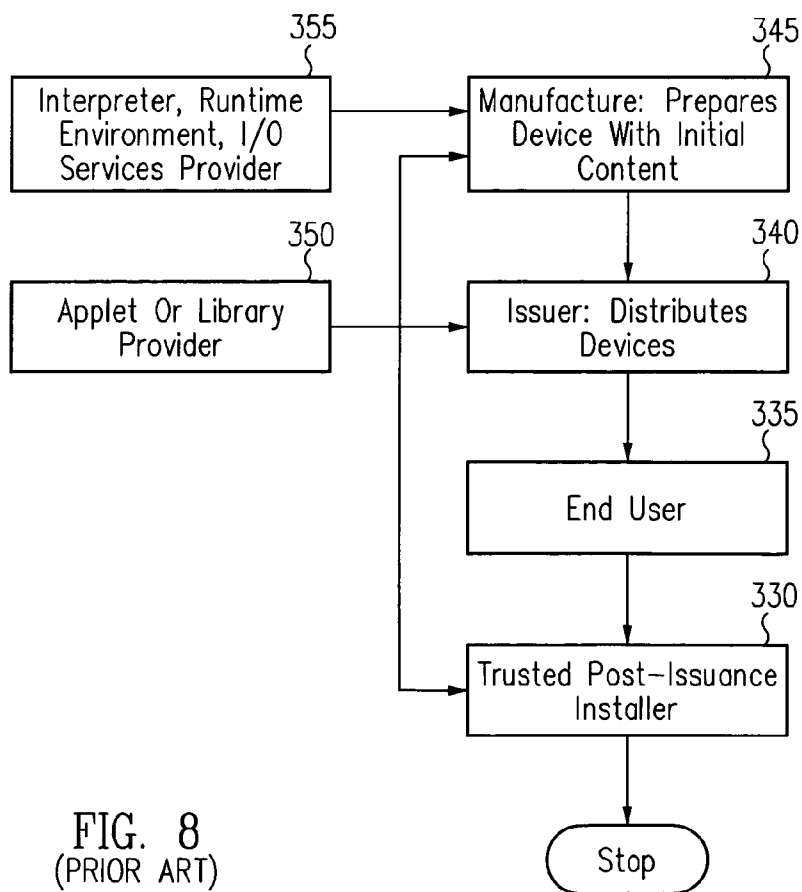 355
Interpreter, Runtime
Environment, I/O
Services Provider
345
Manufacture: Prepares
Device With Initial
Content
350
Applet Or Library
Provider
340
Issuer: Distributes
Devices
335
End User
330
Trusted Post-Issuance
Installer
Stop
FIG. 8
(PRIOR ART)